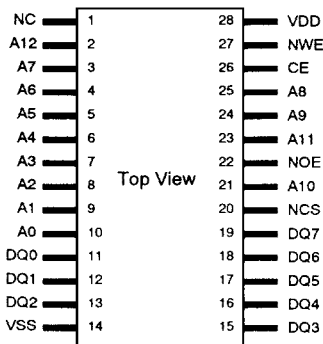 NC 1 28 VDD
A12 2 27 NWE
A7 3 26 CE
A6 4 25 A8
A5 5 24 A9
A4 6 23 A11
A3 7 22 NOE
A2 8 Top View 21 A10
A1 9 20 NCS
A0 10 19 DQ7
DQ0 11 18 DQ6
DQ1 12 17 DQ5
DQ2 13 16 DQ4
VSS 14 15 DQ3